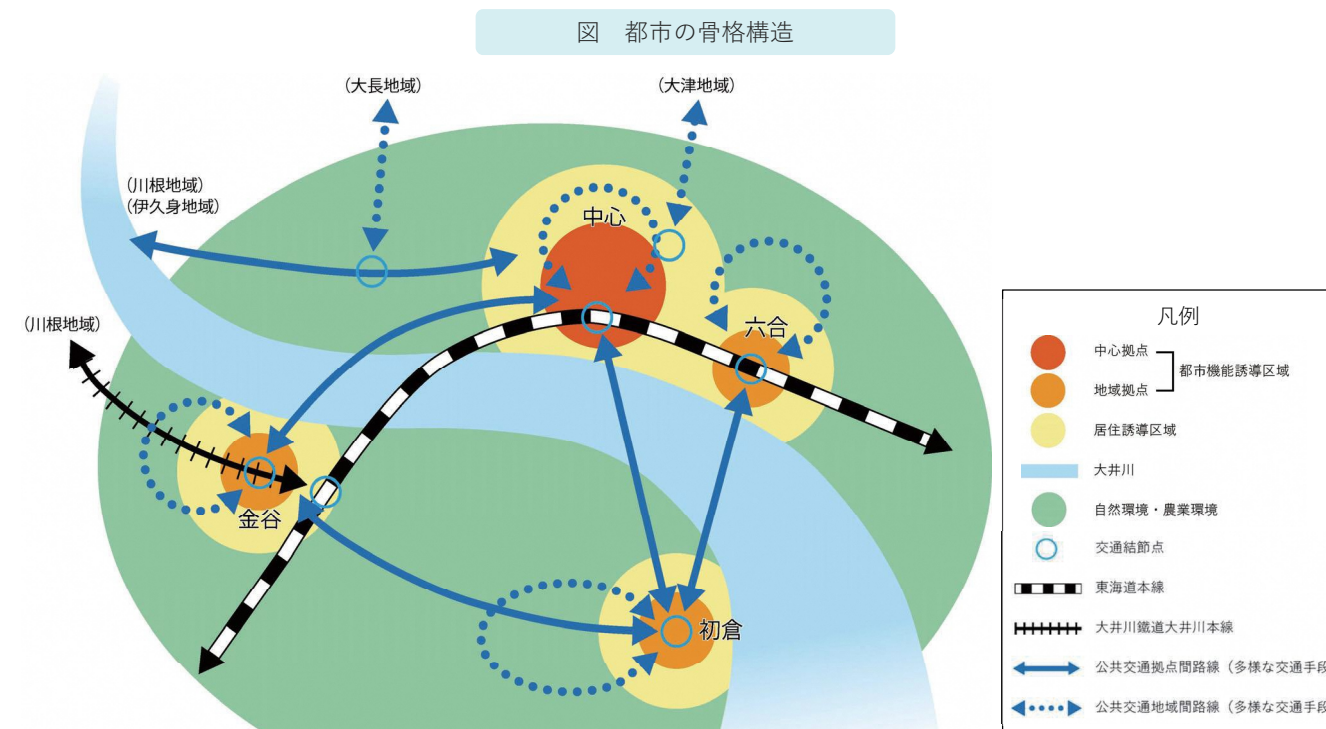 図　都市の骨格構造
（大長地域）
（大津地域）
（川根地域）
（伊久身地域）
中心
六合
（川根地域）
金谷
初倉
凡例
中心拠点
都市機能誘導区域
地域拠点
居住誘導区域
大井川
自然環境・農業環境
交通結節点
東海道本線
大井川鐵道大井川本線
公共交通拠点間路線（多様な交通手段
公共交通地域間路線（多様な交通手段